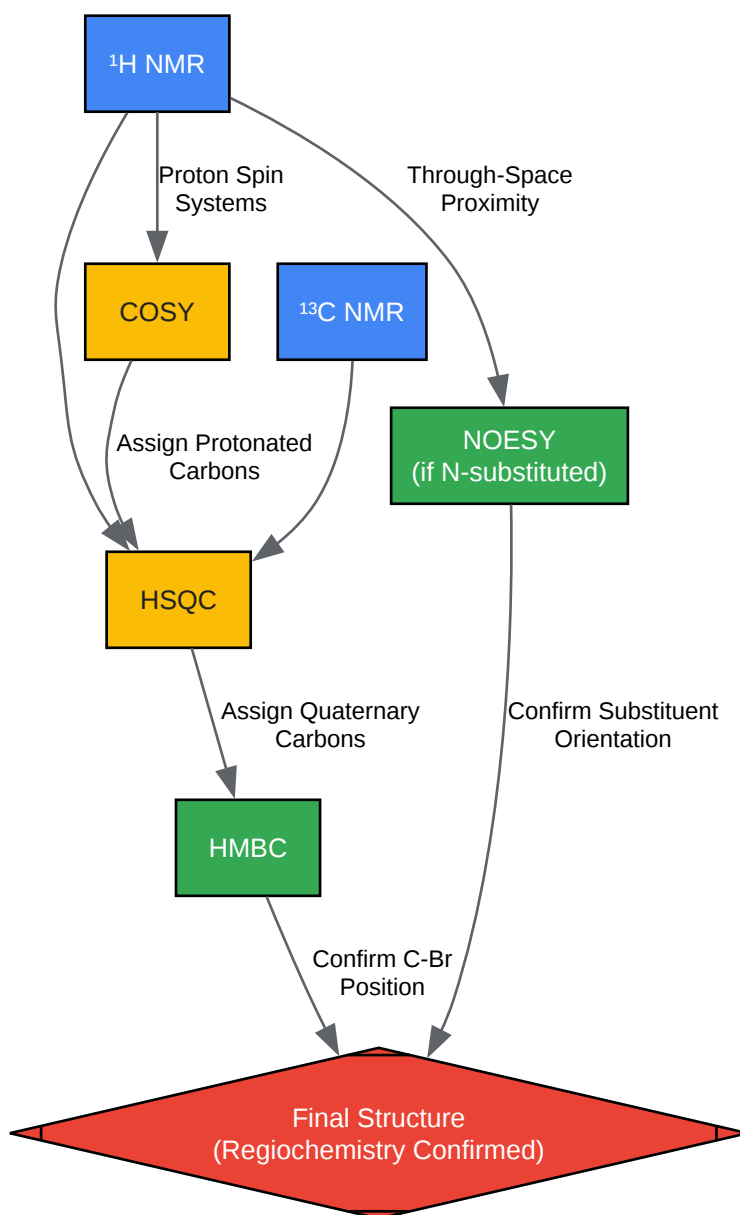 ¹H NMR
Proton Spin
Systems
Through-Space
Proximity
COSY
¹³C NMR
Assign Protonated
Carbons
NOESY
(if N-substituted)
HSQC
Assign Quaternary
Carbons
Confirm Substituent
Orientation
HMBC
Confirm C-Br
Position
Final Structure
(Regiochemistry Confirmed)